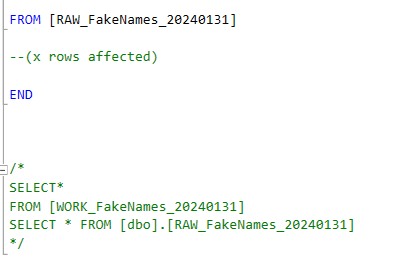 FROM [RAW_FakeNames_20240131]
--(x rows affected)
END
/*
SELECT*
FROM [WORK_FakeNames_20240131]
SELECT * FROM [dbo].[RAW_FakeNames_20240131]
*/